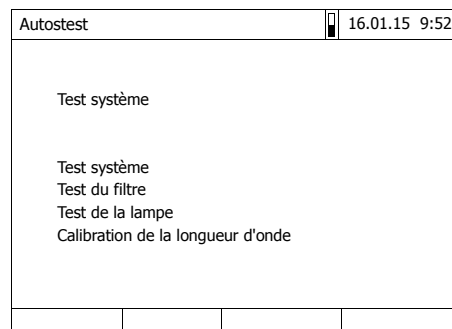 Autostest 16.01.15 9:52
Test système
Test système
Test du filtre
Test de la lampe
Calibration de la longueur d'onde